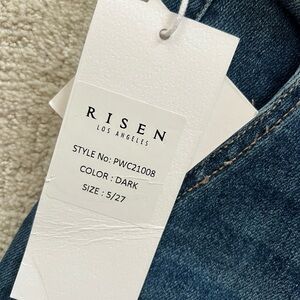 RISEN
LOS ANGELES
STYLE No: PWC21008
COLOR : DARK
SIZE : 5/27